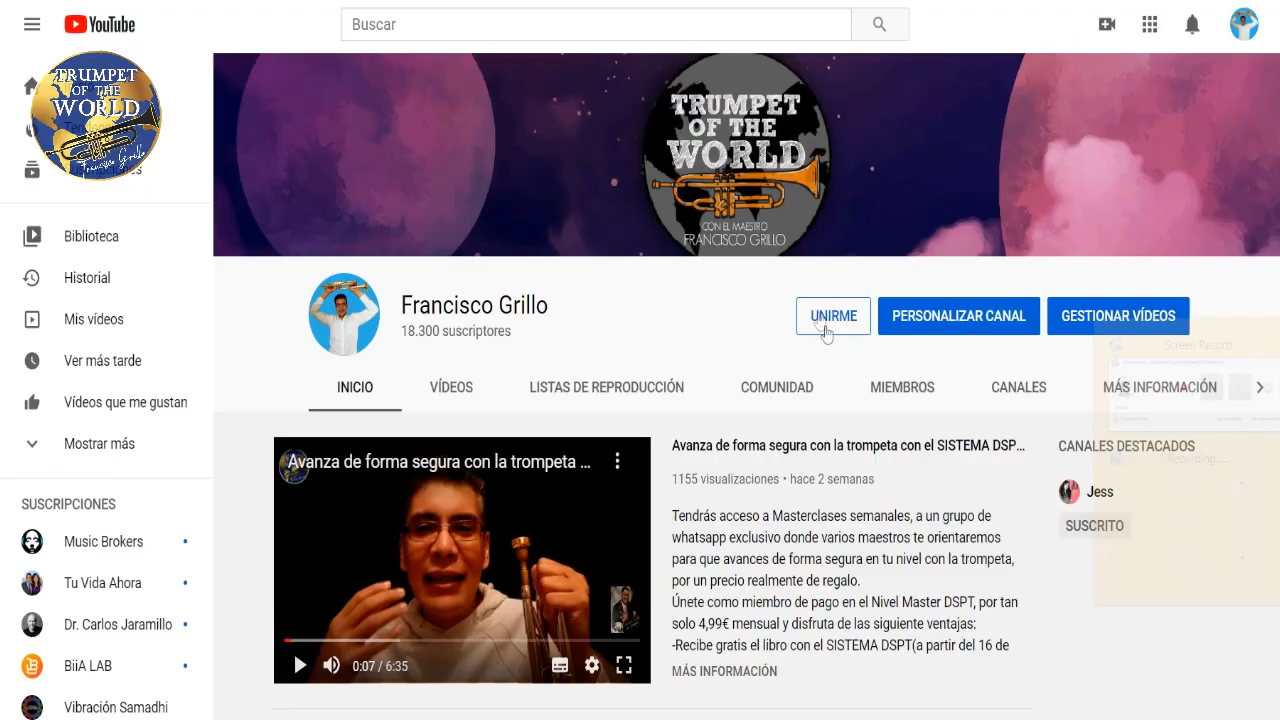 YouTube
Buscar
TRUMPET
OF THE
WORLD
Francisco Grillo
TRUMPET
OF THE
WORLD
CON EL MAESTRO
FRANCISCO GRILLO
Biblioteca
Historial
Mis vídeos
Ver más tarde
Vídeos que me gustan
Mostrar más
SUSCRIPCIONES
Music Brokers
Tu Vida Ahora
Dr. Carlos Jaramillo
BiiA LAB
Vibración Samadhi
Francisco Grillo
18.300 suscriptores
UNIRME
PERSONALIZAR CANAL
GESTIONAR VÍDEOS
Screen Record
INICIO
VÍDEOS
LISTAS DE REPRODUCCIÓN
COMUNIDAD
MIEMBROS
CANALES
MÁS INFORMACIÓN
Avanza de forma segura con la trompeta ...
0:07 / 6:35
Avanza de forma segura con la trompeta con el SISTEMA DSP...
1155 visualizaciones • hace 2 semanas
Tendrás acceso a Masterclases semanales, a un grupo de
whatsapp exclusivo donde varios maestros te orientaremos
para que avances de forma segura en tu nivel con la trompeta,
por un precio realmente de regalo.
Únete como miembro de pago en el Nivel Master DSPT, por tan
solo 4,99€ mensual y disfruta de las siguiente ventajas:
-Recibe gratis el libro con el SISTEMA DSPT(a partir del 16 de
MÁS INFORMACIÓN
CANALES DESTACADOS
Recording....
Jess
SUSCRITO